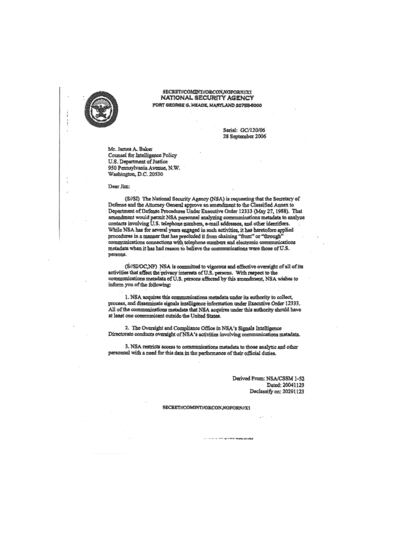 SECRET//COMINT//ORCON,NOFORN//X1
NATIONAL SECURITY AGENCY
FORT GEORGE G. MEADE, MARYLAND 20755-6000
Serial: GC/120/06
28 September 2006
Mr. James A. Baker
Counsel for Intelligence Policy
U.S. Department of Justice
950 Pennsylvania Avenue, N.W.
Washington, D.C. 20530
Dear Jim:
(S//SI) The National Security Agency (NSA) is requesting that the Secretary of
Defense and the Attorney General approve an amendment to the Classified Annex to
Department of Defense Procedures Under Executive Order 12333 (May 27, 1988). That
amendment would permit NSA personnel analyzing communications metadata to analyze
contacts involving U.S. telephone numbers, e-mail addresses, and other identifiers.
While NSA has for several years engaged in such activities, it has heretofore applied
procedures in a manner that has precluded it from chaining "from" or "through"
communications connections with telephone numbers and electronic communications
metadata when it has had reason to believe the communications were those of U.S.
persons.
(S//SI/OC,NF) NSA is committed to vigorous and effective oversight of all of its
activities that affect the privacy interests of U.S. persons. With respect to the
communications metadata of U.S. persons affected by this amendment, NSA wishes to
inform you of the following:
1. NSA acquires this communications metadata under its authority to collect,
process, and disseminate signals intelligence information under Executive Order 12333.
All of the communications metadata that NSA acquires under this authority should have
at least one communicant outside the United States.
2. The Oversight and Compliance Office in NSA's Signals Intelligence
Directorate conducts oversight of NSA's activities involving communications metadata.
3. NSA restricts access to communications metadata to those analytic and other
personnel with a need for this data in the performance of their official duties.
Derived From: NSA/CSSM 1-52
Dated: 20041123
Declassify on: 20291123
SECRET//COMINT//ORCON,NOFORN//X1